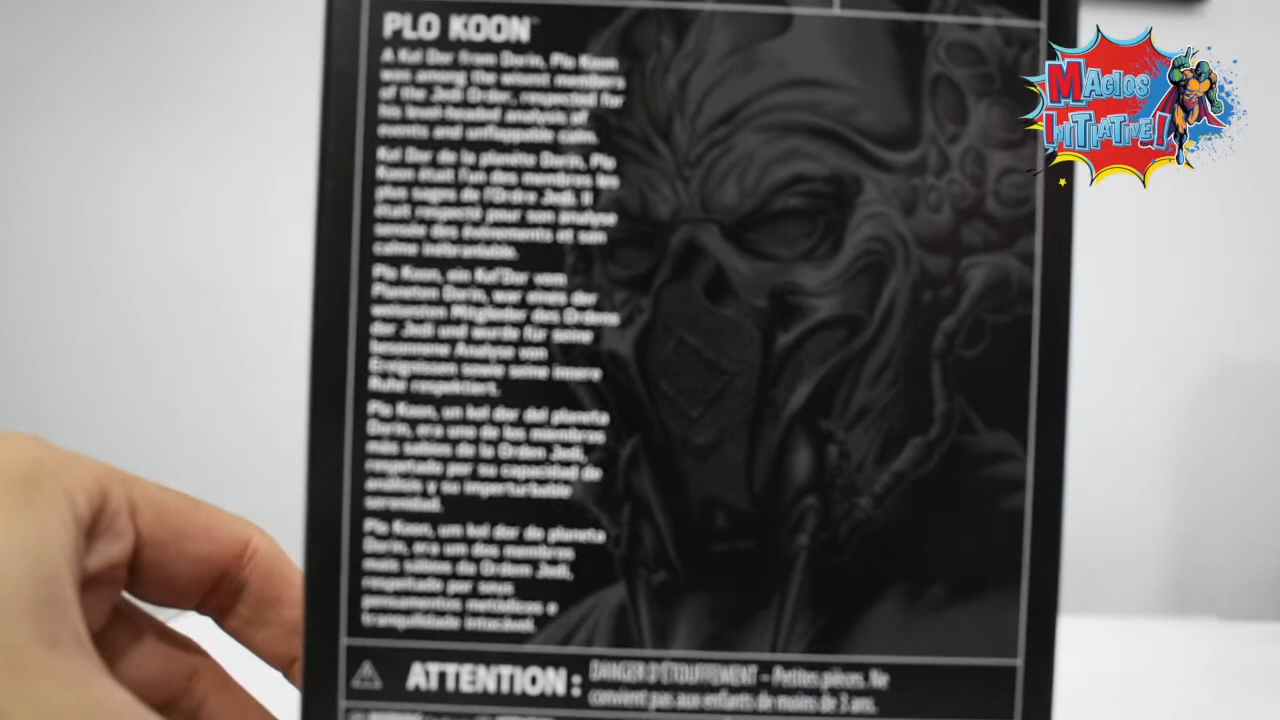 PLO KOON™
A Kel Dor from Dorin, Plo Koon
was among the wisest members
of the Jedi Order, respected for
his level-headed analysis of
events and unflappable calm.
Kel Dor de la planète Dorin, Plo
Koon était l'un des membres les
plus sages de l'Ordre Jedi. Il
était respecté pour son analyse
sensée des événements et son
calme inébranlable.
Plo Koon, ein Kel'Dor vom
Planeten Dorin, war eines der
weisesten Mitglieder des Ordens
der Jedi und wurde für seine
besonnene Analyse von
Ereignissen sowie seine innere
Ruhe respektiert.
Plo Koon, un kel dor del planeta
Dorin, era uno de los miembros
más sabios de la Orden Jedi,
respetado por su capacidad de
análisis y su imperturbable
serenidad.
Plo Koon, um kel dor do planeta
Dorin, era um dos membros
mais sábios da Ordem Jedi,
respeitado por seus
pensamentos metódicos e
tranquilidade intocável.
ATTENTION : DANGER D'ÉTOUFFEMENT – Petites pièces. Ne
convient pas aux enfants de moins de 3 ans.
MAGIOS
INITIATIVE!